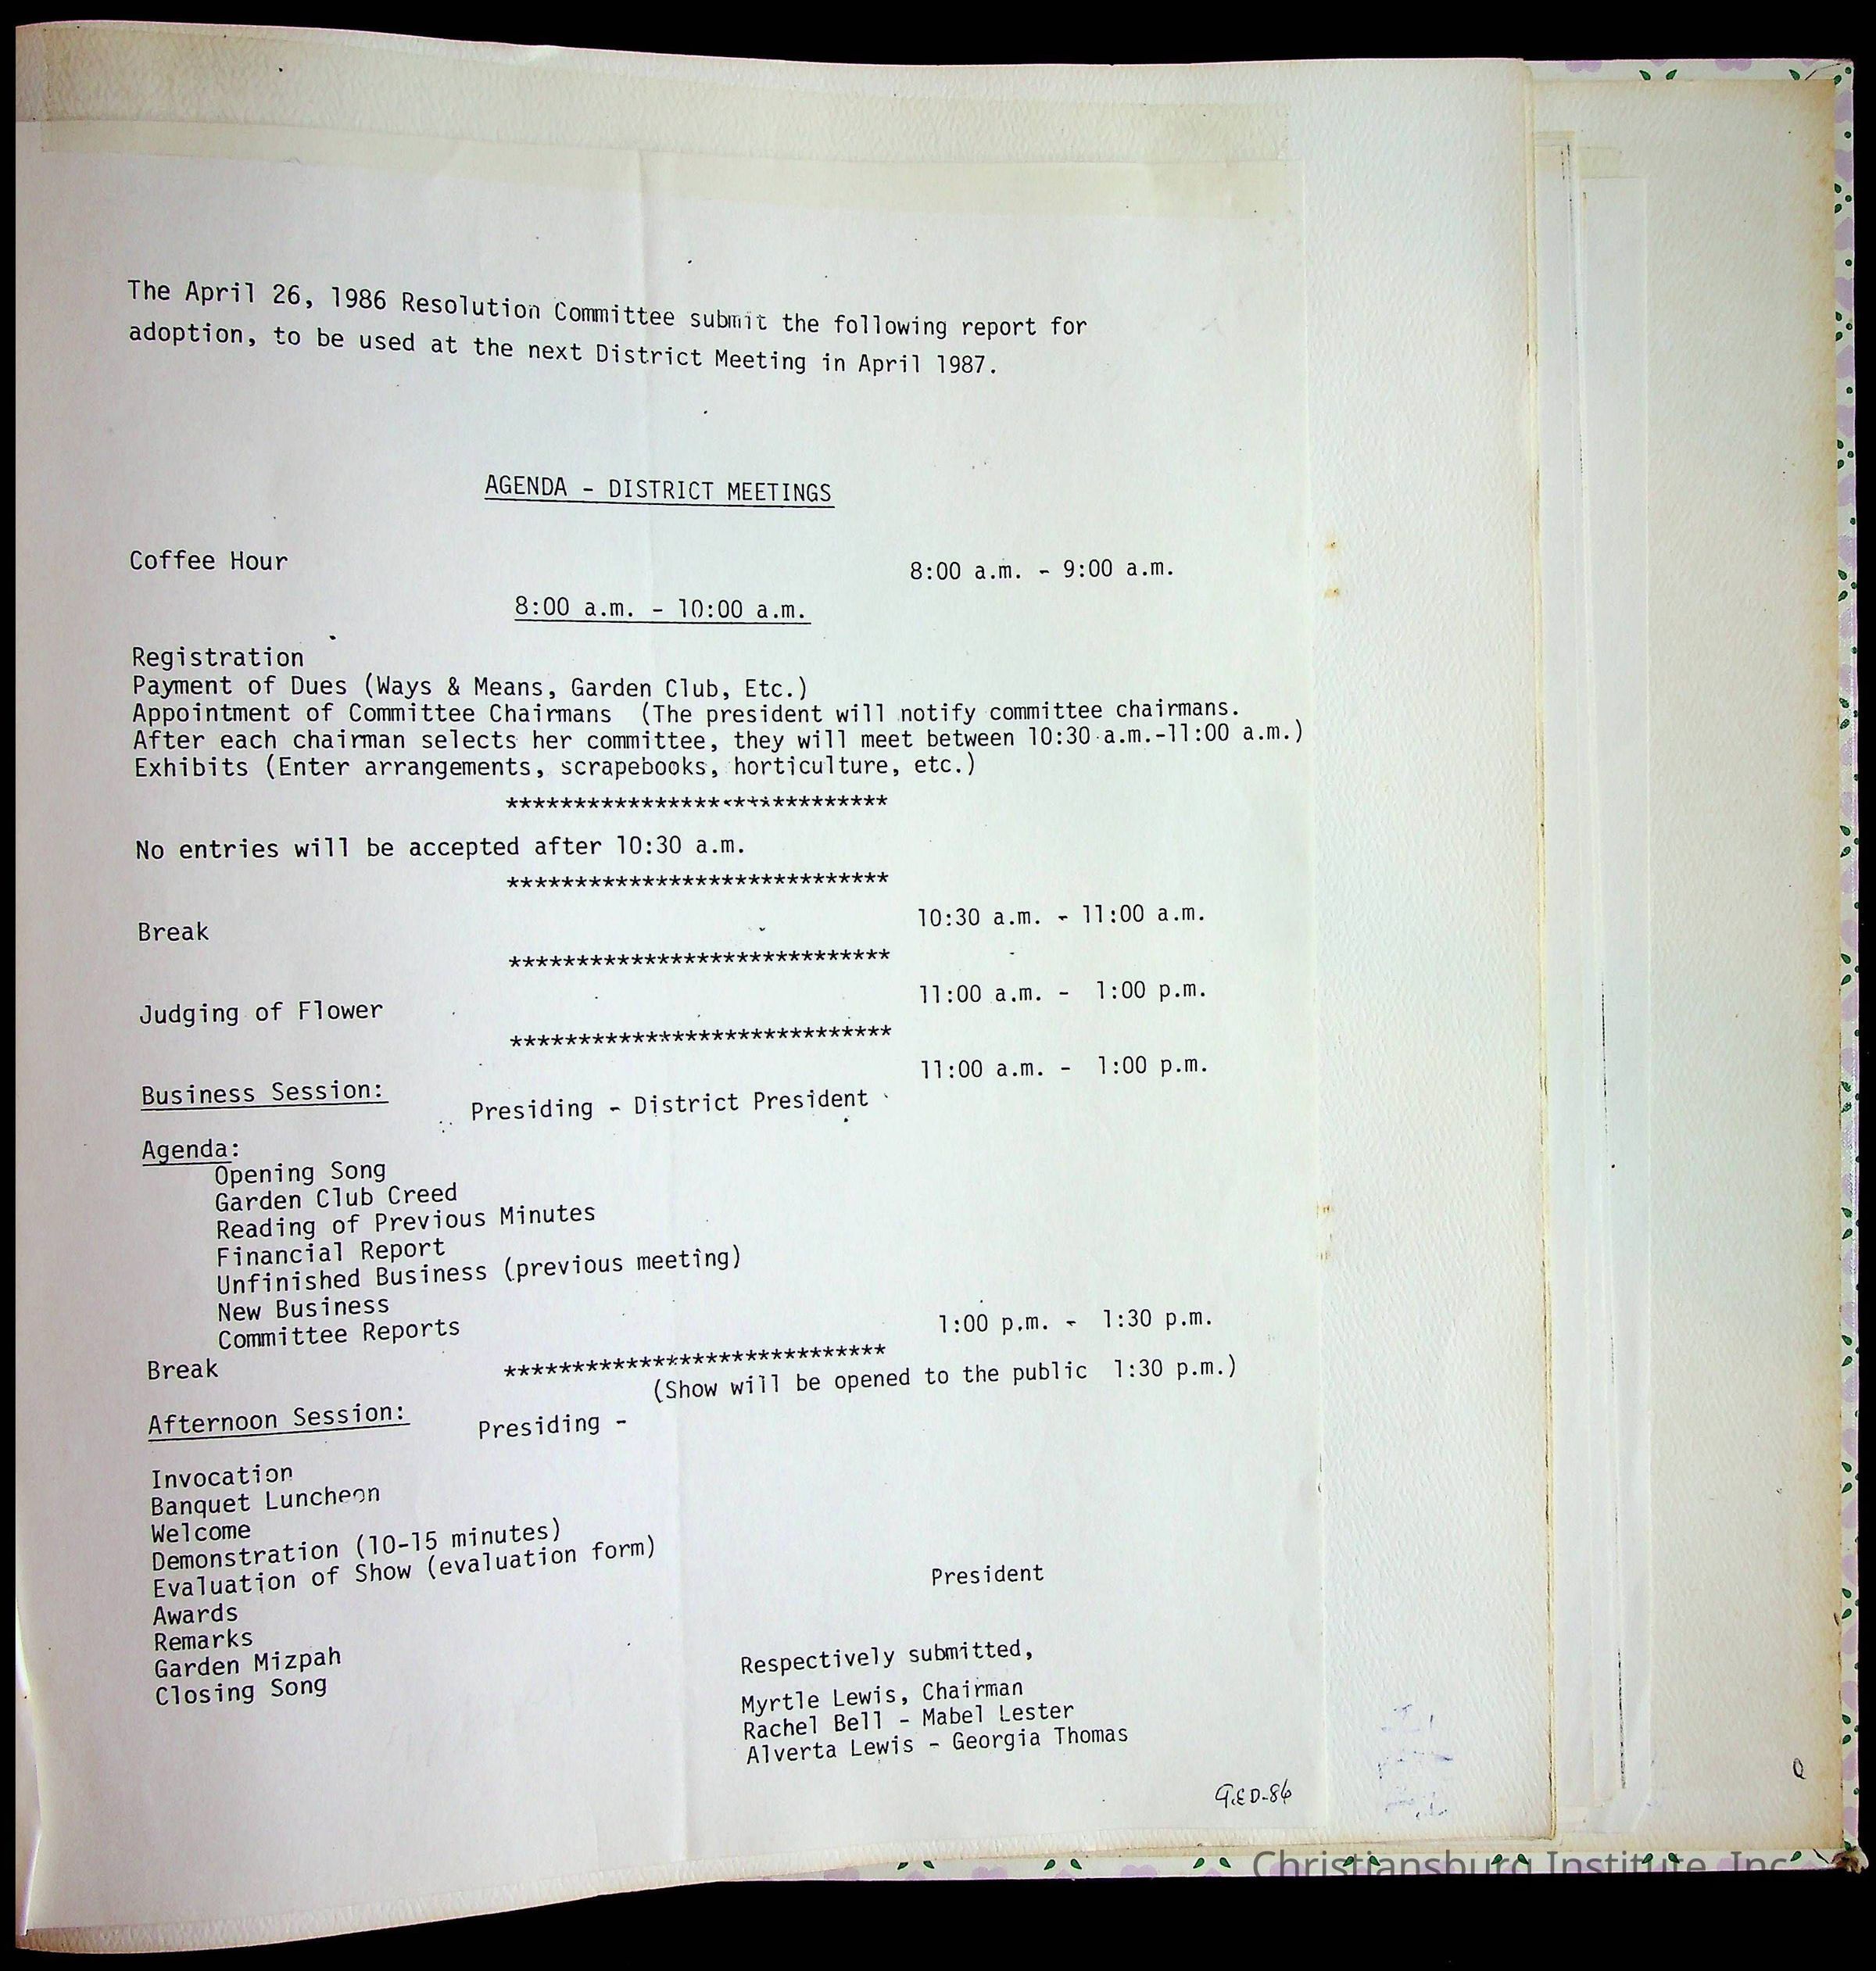 The April 26, 1986 Resolution Committee submit the following report for
adoption, to be used at the next District Meeting in April 1987.
AGENDA - DISTRICT MEETINGS
Coffee Hour 8:00 a.m. - 9:00 a.m.
8:00 a.m. - 10:00 a.m.
Registration
Payment of Dues (Ways & Means, Garden Club, Etc.)
Appointment of Committee Chairmans (The president will notify committee chairmans.
After each chairman selects her committee, they will meet between 10:30 a.m.-11:00 a.m.)
Exhibits (Enter arrangements, scrapebooks, horticulture, etc.)
****************************
No entries will be accepted after 10:30 a.m.
****************************
Break 10:30 a.m. - 11:00 a.m.
****************************
Judging of Flower 11:00 a.m. - 1:00 p.m.
****************************
Business Session: 11:00 a.m. - 1:00 p.m.
Presiding - District President
Agenda:
Opening Song
Garden Club Creed
Reading of Previous Minutes
Financial Report
Unfinished Business (previous meeting)
New Business
Committee Reports
Break 1:00 p.m. - 1:30 p.m.
****************************
(Show will be opened to the public 1:30 p.m.)
Afternoon Session: Presiding -
Invocation
Banquet Luncheon
Welcome
Demonstration (10-15 minutes)
Evaluation of Show (evaluation form)
Awards
Remarks President
Garden Mizpah
Closing Song
Respectively submitted,
Myrtle Lewis, Chairman
Rachel Bell - Mabel Lester
Alverta Lewis - Georgia Thomas
Christiansburg Institute, Inc.